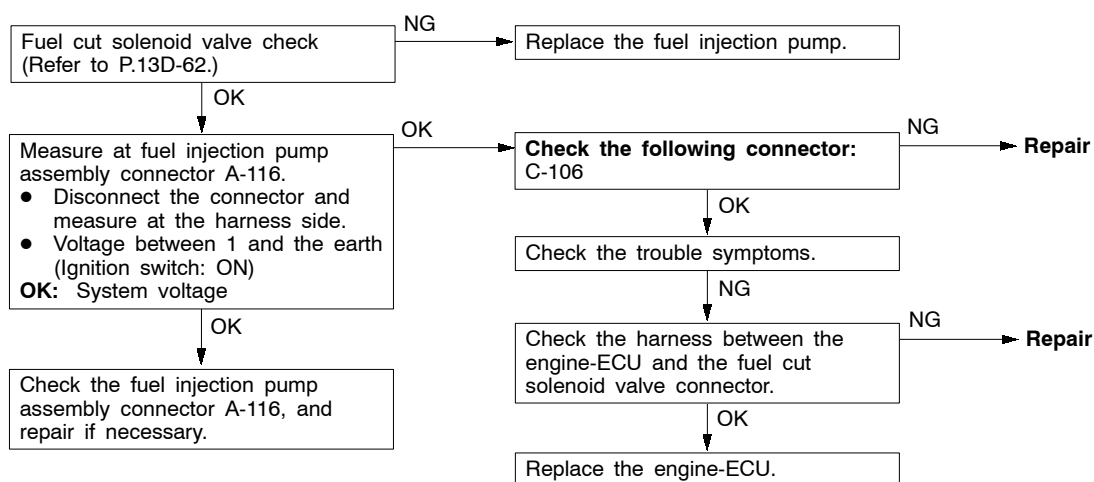 Fuel cut solenoid valve check
(Refer to P.13D-62.)
NG
Replace the fuel injection pump.
OK
Measure at fuel injection pump
assembly connector A-116.
● Disconnect the connector and
measure at the harness side.
● Voltage between 1 and the earth
(Ignition switch: ON)
OK: System voltage
OK
Check the following connector:
C-106
NG
Repair
OK
Check the trouble symptoms.
NG
OK
Check the fuel injection pump
assembly connector A-116, and
repair if necessary.
Check the harness between the
engine-ECU and the fuel cut
solenoid valve connector.
NG
Repair
OK
Replace the engine-ECU.